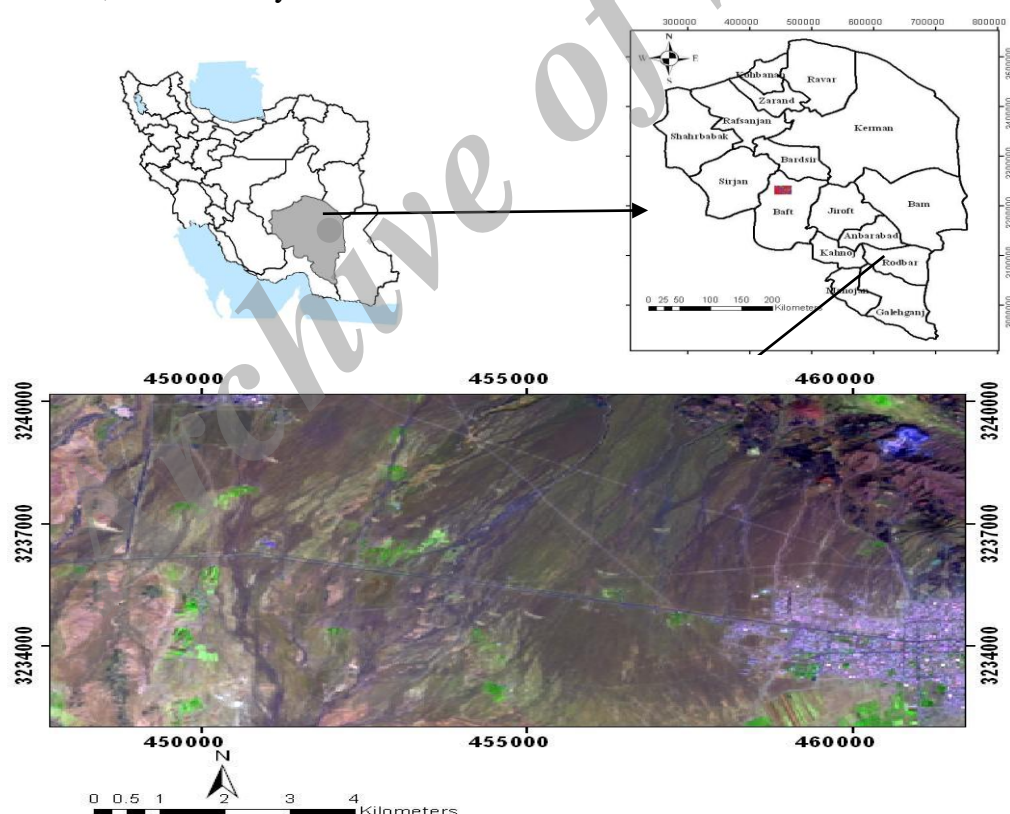 Archive of
300000 400000 500000 600000 700000 800000
N
W E
S
Kohbanan
Ravar
Zarand
Rafsanjan
Kerman
Shahrbabak
Bardsir
Sirjan
Bam
Baft
Jiroft
Anbarabad
Kahnoj
Rodbar
Manojan
Galehganj
0 25 50 100 150 200
Kilometers
450000 455000 460000
3240000 3240000
3237000 3237000
3234000 3234000
450000 455000 460000
N
0 0.5 1 2 3 4
Kilometers